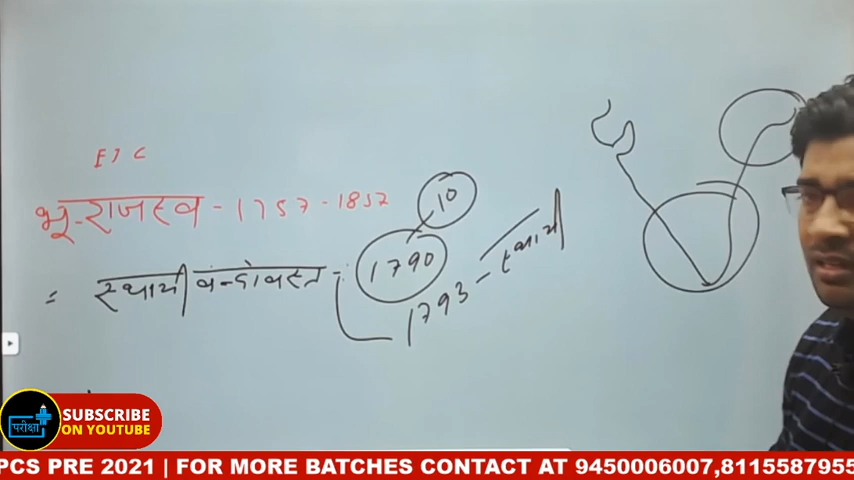 EIC
भू-राजस्व - 1757 - 1857
10
= स्थायी बन्दोवस्त - 1790
1793 - स्थायी
परीक्षा
SUBSCRIBE
ON YOUTUBE
PCS PRE 2021 | FOR MORE BATCHES CONTACT AT 9450006007,8115587955